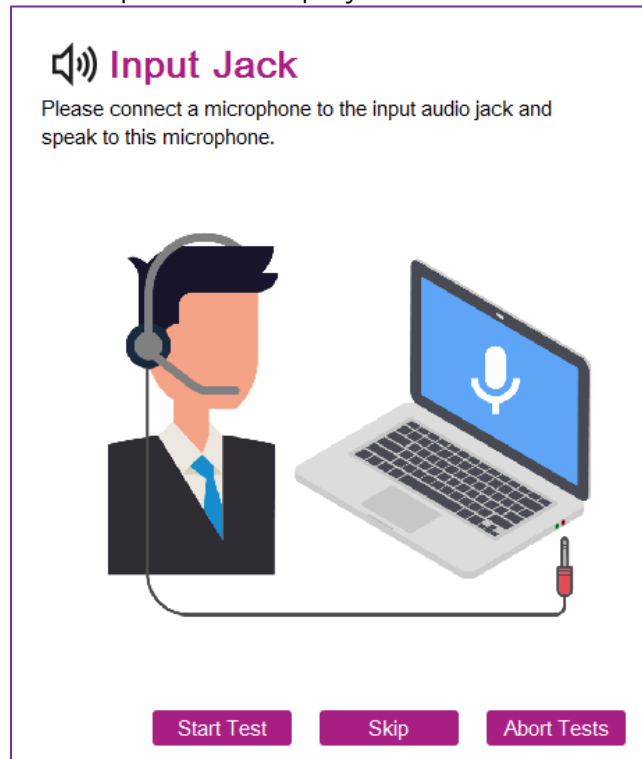 Input Jack
Please connect a microphone to the input audio jack and
speak to this microphone.
Start Test Skip Abort Tests